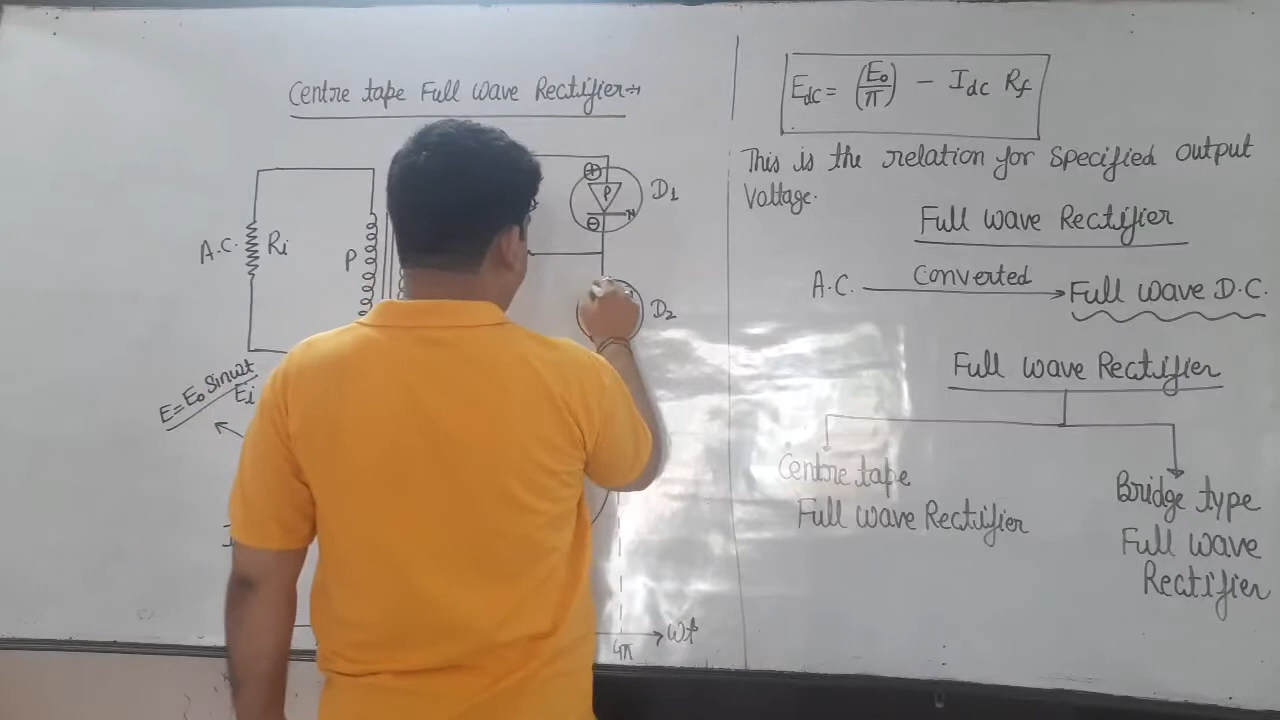 Centre tape Full wave Rectifier→
A.C.
Ri
P
⊕
P
N
⊖
D1
D2
E=E₀ Sinwt
Ei
4π
wt
Edc = (E₀/π) - Idc Rf
This is the relation for specified output
Voltage.
Full wave Rectifier
A.C. Converted Full wave D.C.
Full wave Rectifier
Centre tape
Full wave Rectifier
Bridge type
Full wave
Rectifier